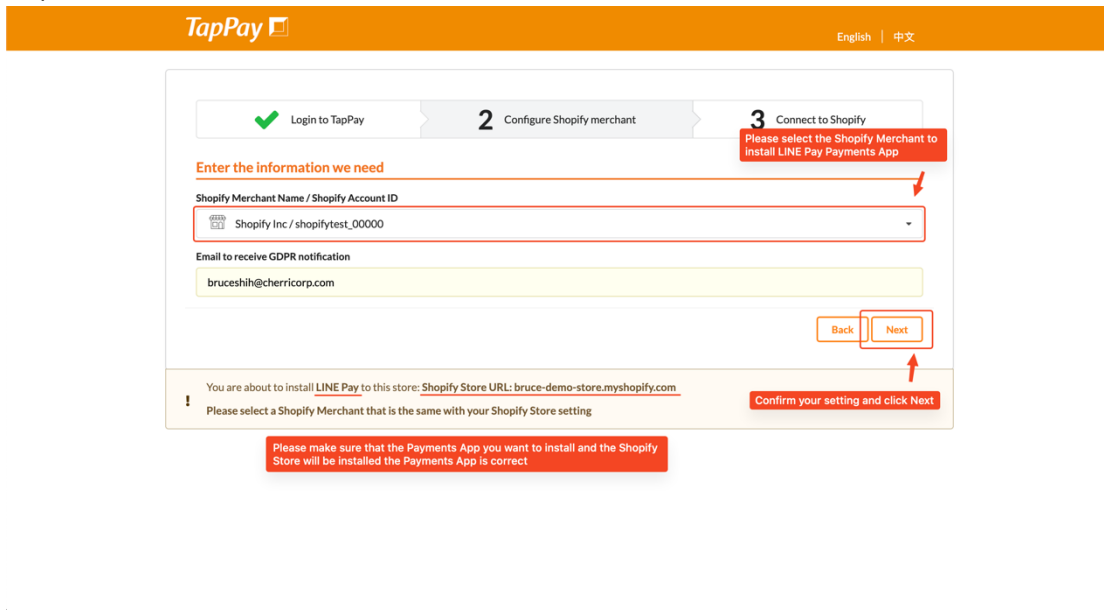 TapPay
English | 中文
Login to TapPay
2 Configure Shopify merchant
3 Connect to Shopify
Please select the Shopify Merchant to
install LINE Pay Payments App
Enter the information we need
Shopify Merchant Name / Shopify Account ID
Shopify Inc / shopifytest_00000
Email to receive GDPR notification
bruceshih@cherricorp.com
Back
Next
You are about to install LINE Pay to this store: Shopify Store URL: bruce-demo-store.myshopify.com
! Please select a Shopify Merchant that is the same with your Shopify Store setting
Confirm your setting and click Next
Please make sure that the Payments App you want to install and the Shopify
Store will be installed the Payments App is correct